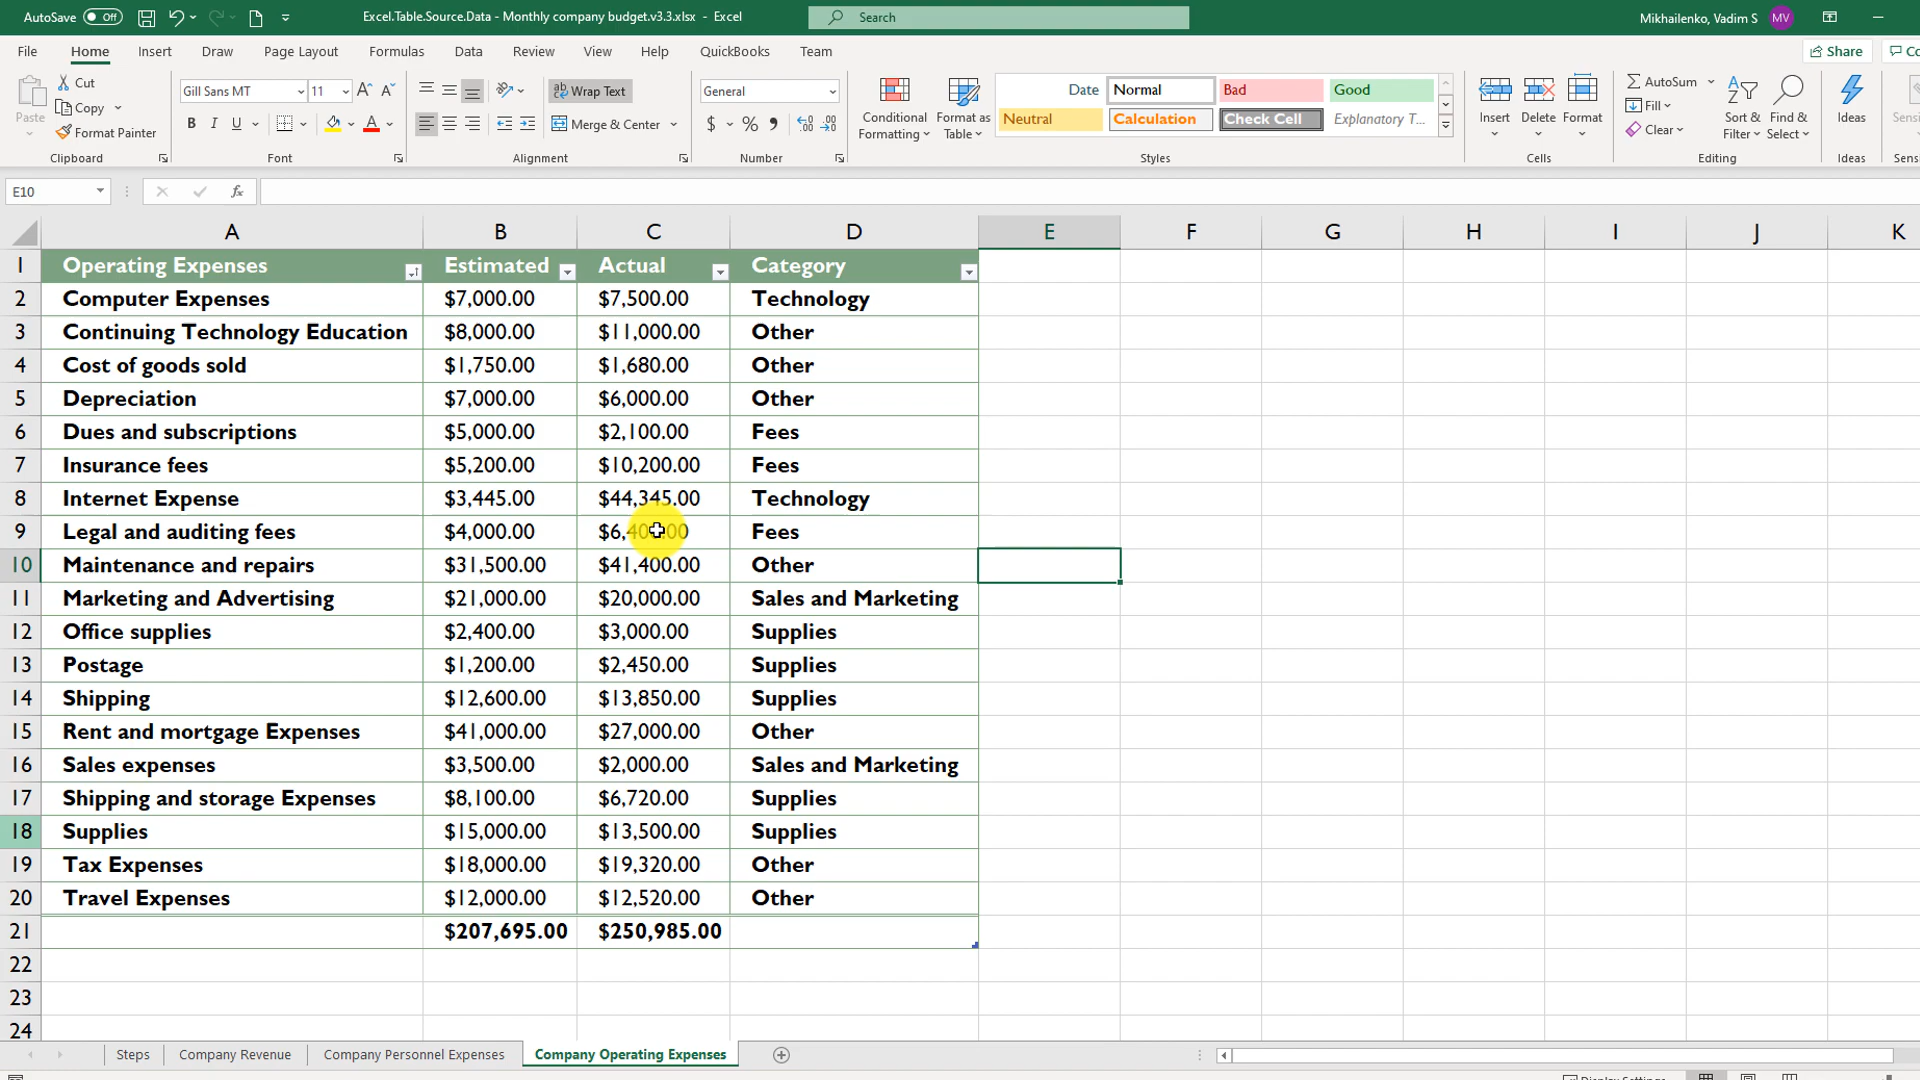 AutoSave Off Excel.Table.Source.Data - Monthly company budget.v3.3.xlsx - Excel Search Mikhailenko, Vadim S MV
File Home Insert Draw Page Layout Formulas Data Review View Help QuickBooks Team Share Co
Paste Cut Copy Format Painter Clipboard
Gill Sans MT 11 B I U A Font
Wrap Text Merge & Center Alignment
General $ % Number
Conditional Formatting Format as Table Date Normal Bad Good Neutral Calculation Check Cell Explanatory T... Styles
Insert Delete Format Cells
AutoSum Fill Clear Sort & Filter Find & Select Editing
Ideas Ideas
Sensi
Sens
E10 fx
A B C D E F G H I J K
1 Operating Expenses Estimated Actual Category
2 Computer Expenses $7,000.00 $7,500.00 Technology
3 Continuing Technology Education $8,000.00 $11,000.00 Other
4 Cost of goods sold $1,750.00 $1,680.00 Other
5 Depreciation $7,000.00 $6,000.00 Other
6 Dues and subscriptions $5,000.00 $2,100.00 Fees
7 Insurance fees $5,200.00 $10,200.00 Fees
8 Internet Expense $3,445.00 $44,345.00 Technology
9 Legal and auditing fees $4,000.00 $6,400.00 Fees
10 Maintenance and repairs $31,500.00 $41,400.00 Other
11 Marketing and Advertising $21,000.00 $20,000.00 Sales and Marketing
12 Office supplies $2,400.00 $3,000.00 Supplies
13 Postage $1,200.00 $2,450.00 Supplies
14 Shipping $12,600.00 $13,850.00 Supplies
15 Rent and mortgage Expenses $41,000.00 $27,000.00 Other
16 Sales expenses $3,500.00 $2,000.00 Sales and Marketing
17 Shipping and storage Expenses $8,100.00 $6,720.00 Supplies
18 Supplies $15,000.00 $13,500.00 Supplies
19 Tax Expenses $18,000.00 $19,320.00 Other
20 Travel Expenses $12,000.00 $12,520.00 Other
21 $207,695.00 $250,985.00
22
23
24
Steps Company Revenue Company Personnel Expenses Company Operating Expenses
Display Settings